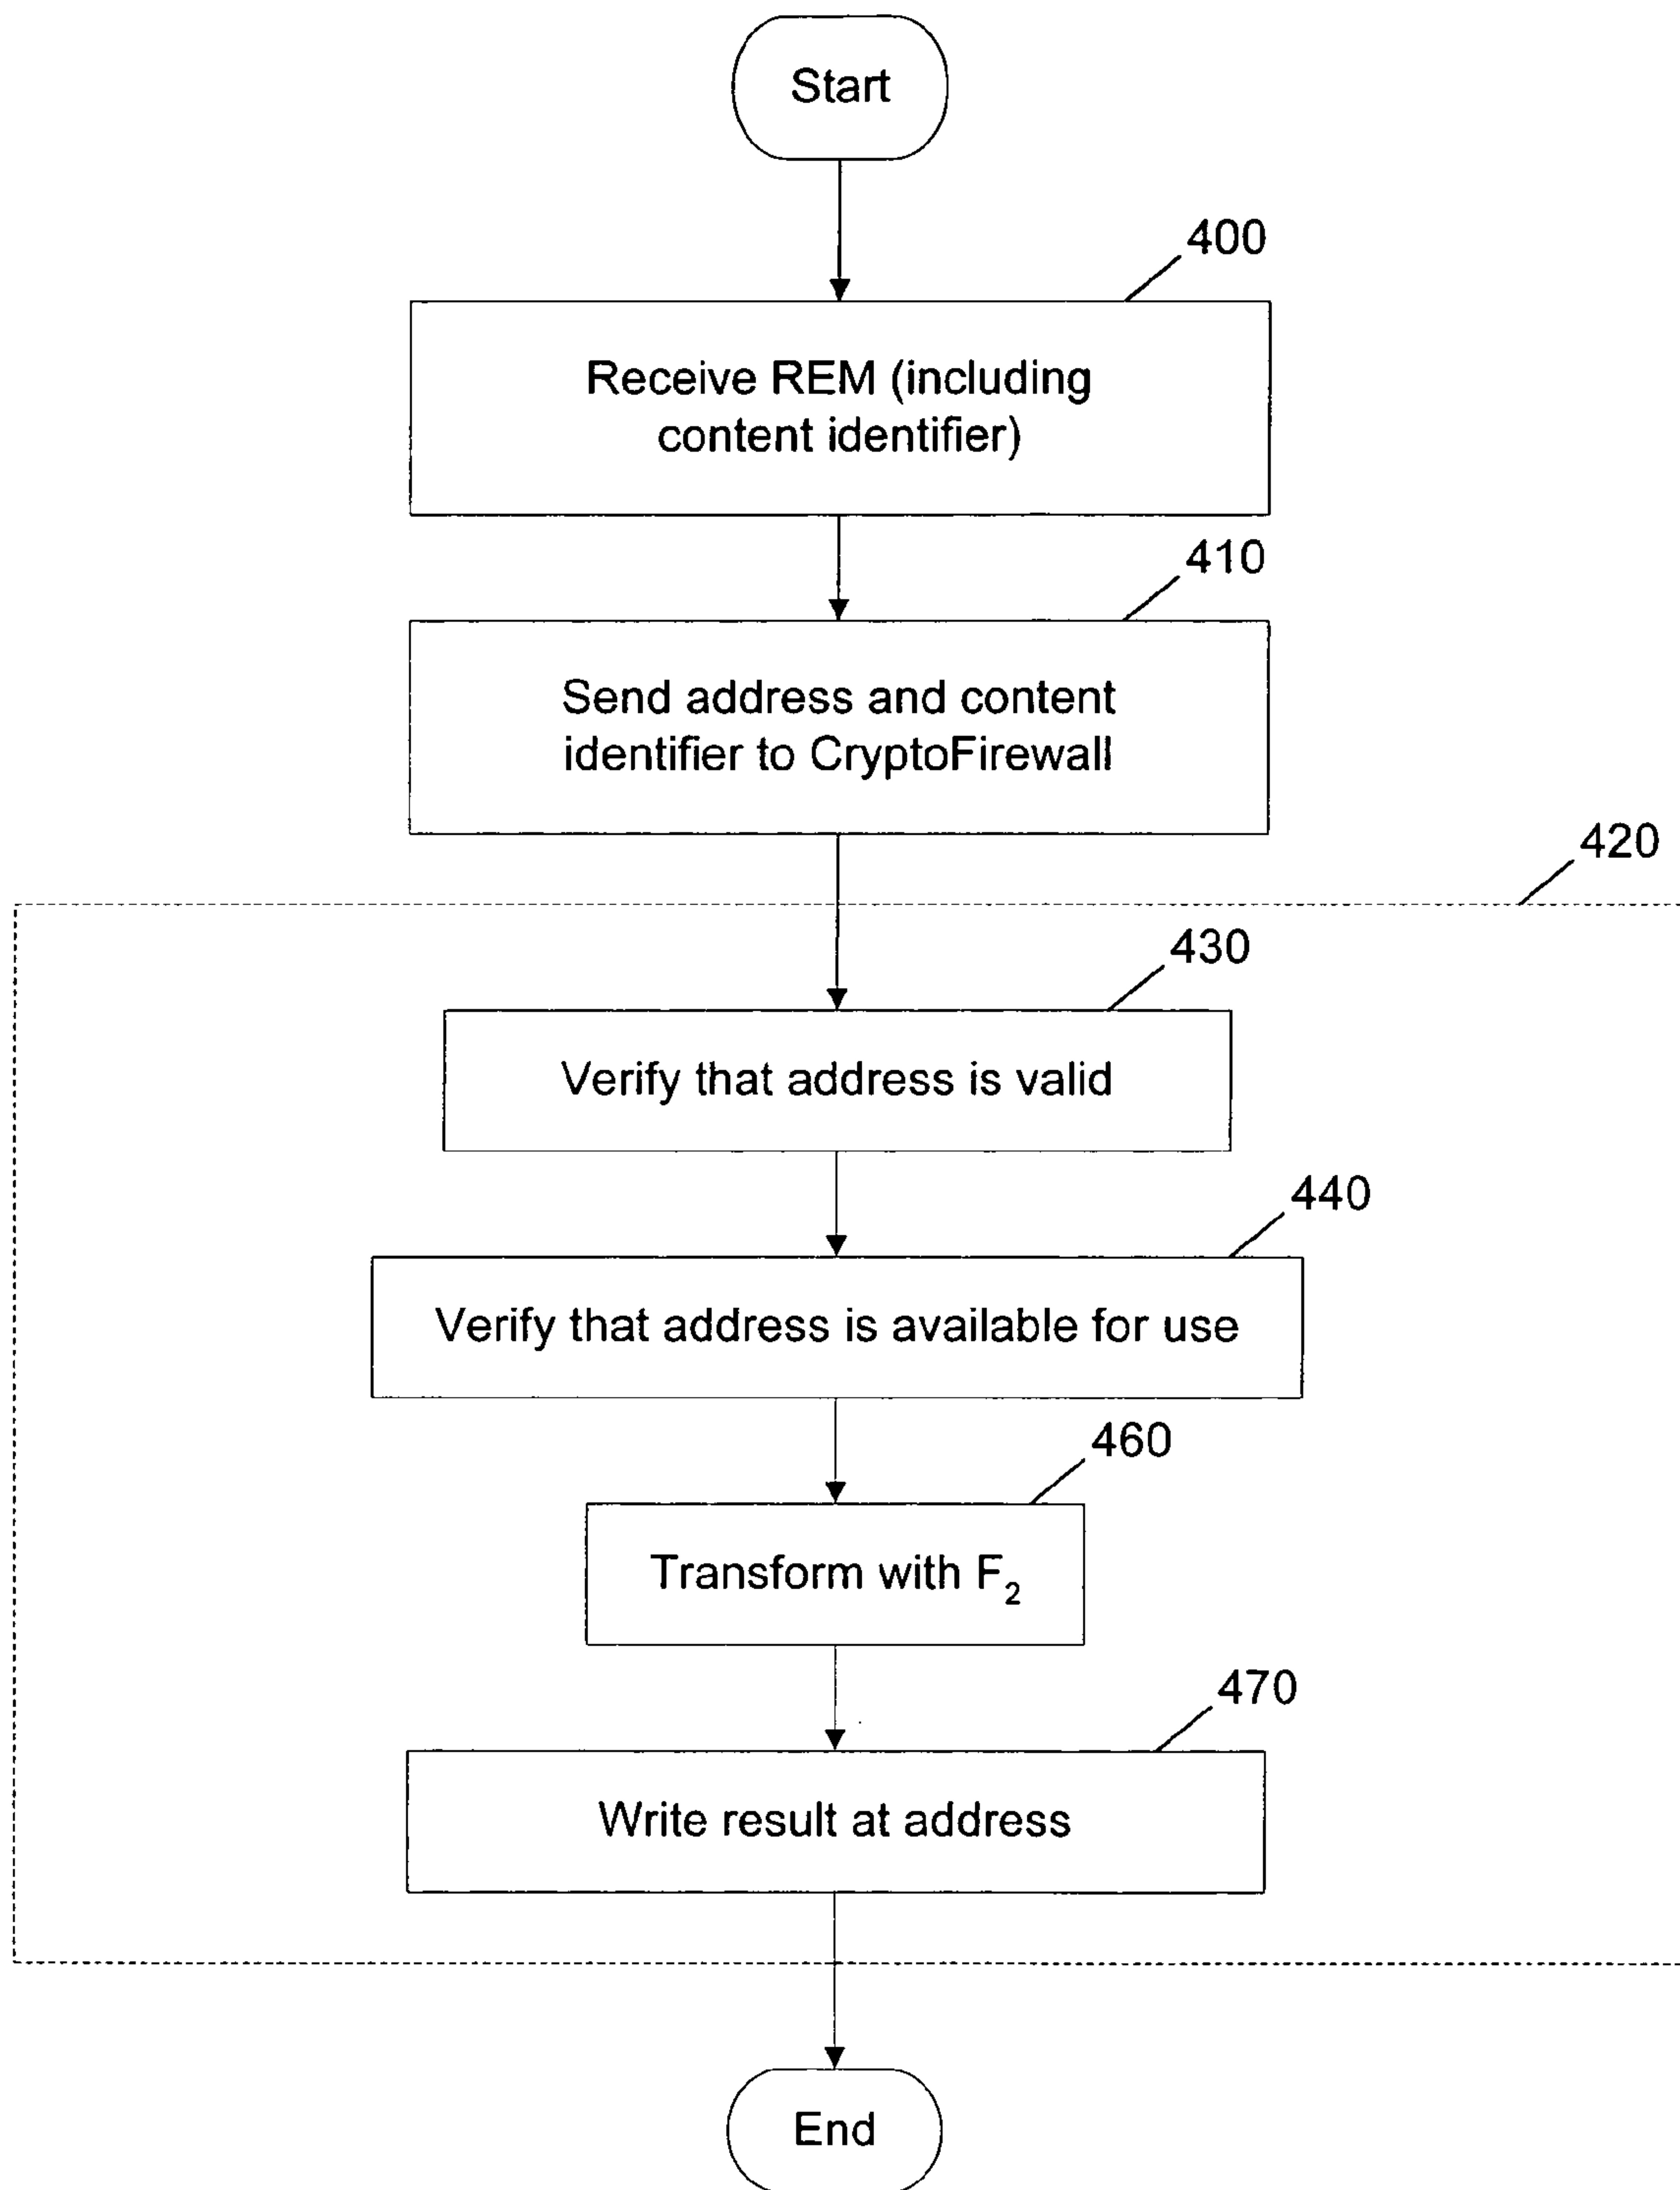 Start
400
Receive REM (including
content identifier)
410
Send address and content
identifier to CryptoFirewall
420
430
Verify that address is valid
440
Verify that address is available for use
460
Transform with F₂
470
Write result at address
End